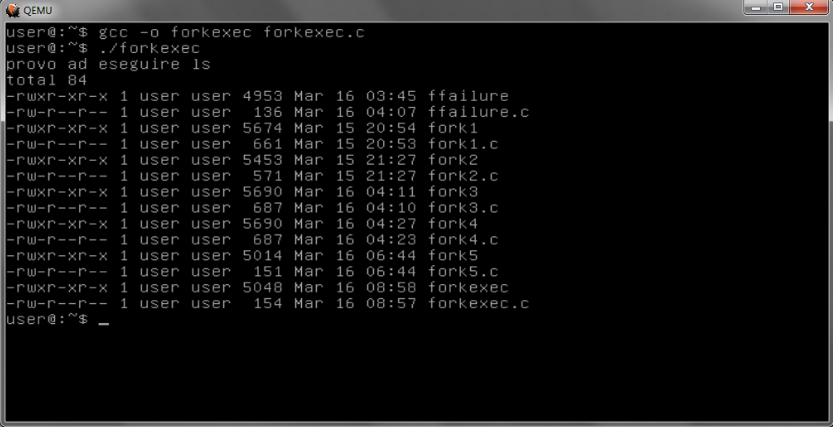 QEMU
user@:~$ gcc -o forkexec forkexec.c
user@:~$ ./forkexec
provo ad eseguire ls
total 84
-rwxr-xr-x 1 user user 4953 Mar 16 03:45 ffailure
-rw-r--r-- 1 user user  136 Mar 16 04:07 ffailure.c
-rwxr-xr-x 1 user user 5674 Mar 15 20:54 fork1
-rw-r--r-- 1 user user  661 Mar 15 20:53 fork1.c
-rwxr-xr-x 1 user user 5453 Mar 15 21:27 fork2
-rw-r--r-- 1 user user  571 Mar 15 21:27 fork2.c
-rwxr-xr-x 1 user user 5690 Mar 16 04:11 fork3
-rw-r--r-- 1 user user  687 Mar 16 04:10 fork3.c
-rwxr-xr-x 1 user user 5690 Mar 16 04:27 fork4
-rw-r--r-- 1 user user  687 Mar 16 04:23 fork4.c
-rwxr-xr-x 1 user user 5014 Mar 16 06:44 fork5
-rw-r--r-- 1 user user  151 Mar 16 06:44 fork5.c
-rwxr-xr-x 1 user user 5048 Mar 16 08:58 forkexec
-rw-r--r-- 1 user user  154 Mar 16 08:57 forkexec.c
user@:~$ _